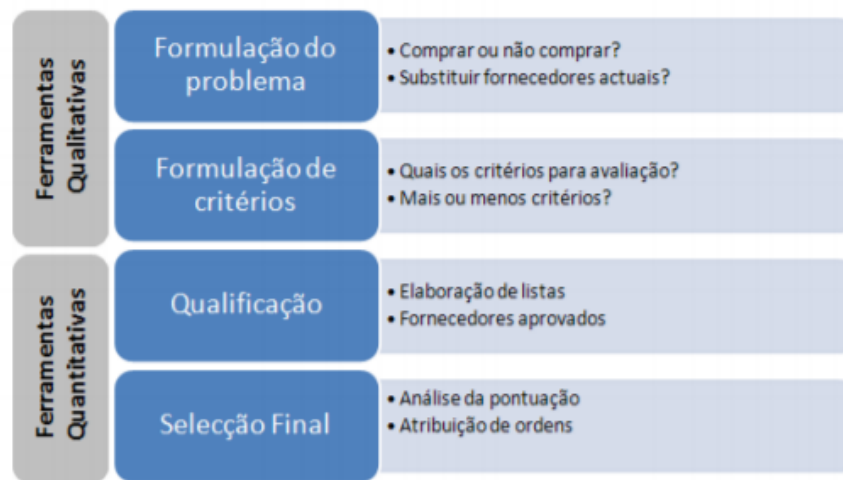 Ferramentas
Qualitativas
Formulação do
problema
• Comprar ou não comprar?
• Substituir fornecedores actuais?
Formulação de
critérios
• Quais os critérios para avaliação?
• Mais ou menos critérios?
Ferramentas
Quantitativas
Qualificação
• Elaboração de listas
• Fornecedores aprovados
Selecção Final
• Análise da pontuação
• Atribuição de ordens